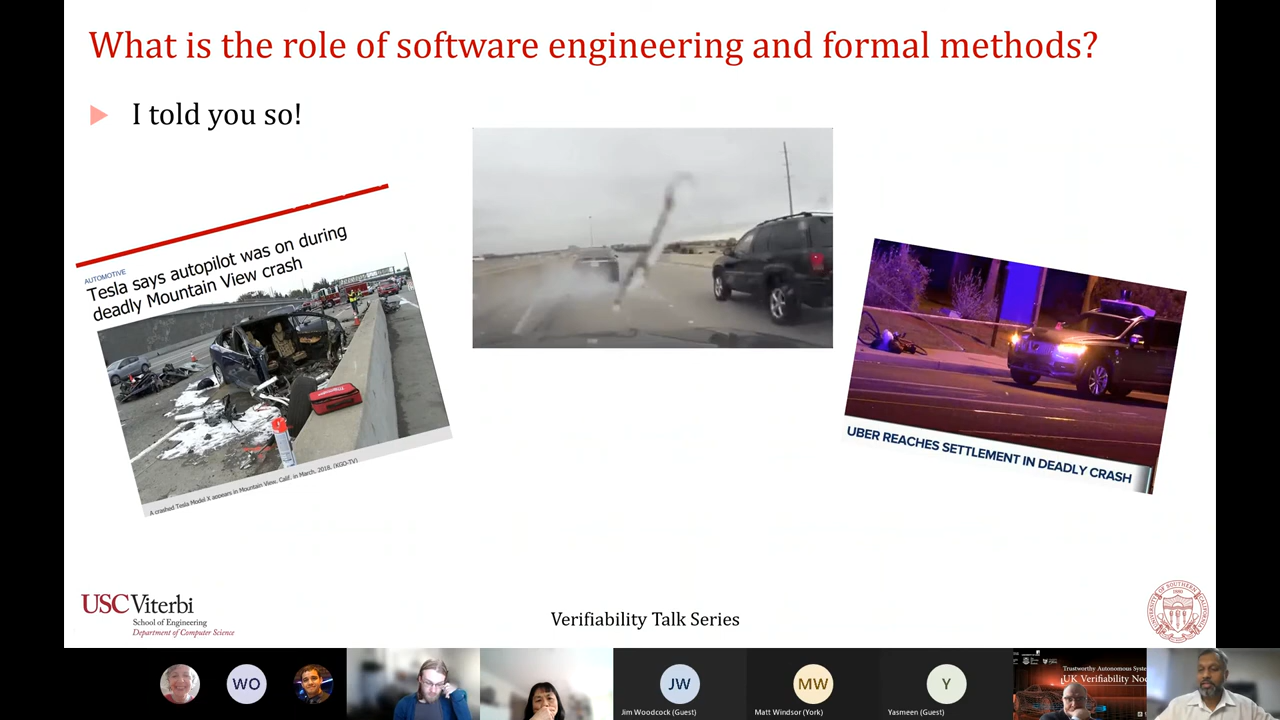 What is the role of software engineering and formal methods?
I told you so!
AUTOMOTIVE
Tesla says autopilot was on during
deadly Mountain View crash
A crashed Tesla Model X appears in Mountain View, Calif. in March, 2018. (KGO-TV)
UBER REACHES SETTLEMENT IN DEADLY CRASH
USC Viterbi
School of Engineering
Department of Computer Science
Verifiability Talk Series
WO
JW
Jim Woodcock (Guest)
MW
Matt Windsor (York)
Y
Yasmeen (Guest)
Trustworthy Autonomous Syste
UK Verifiability Noc